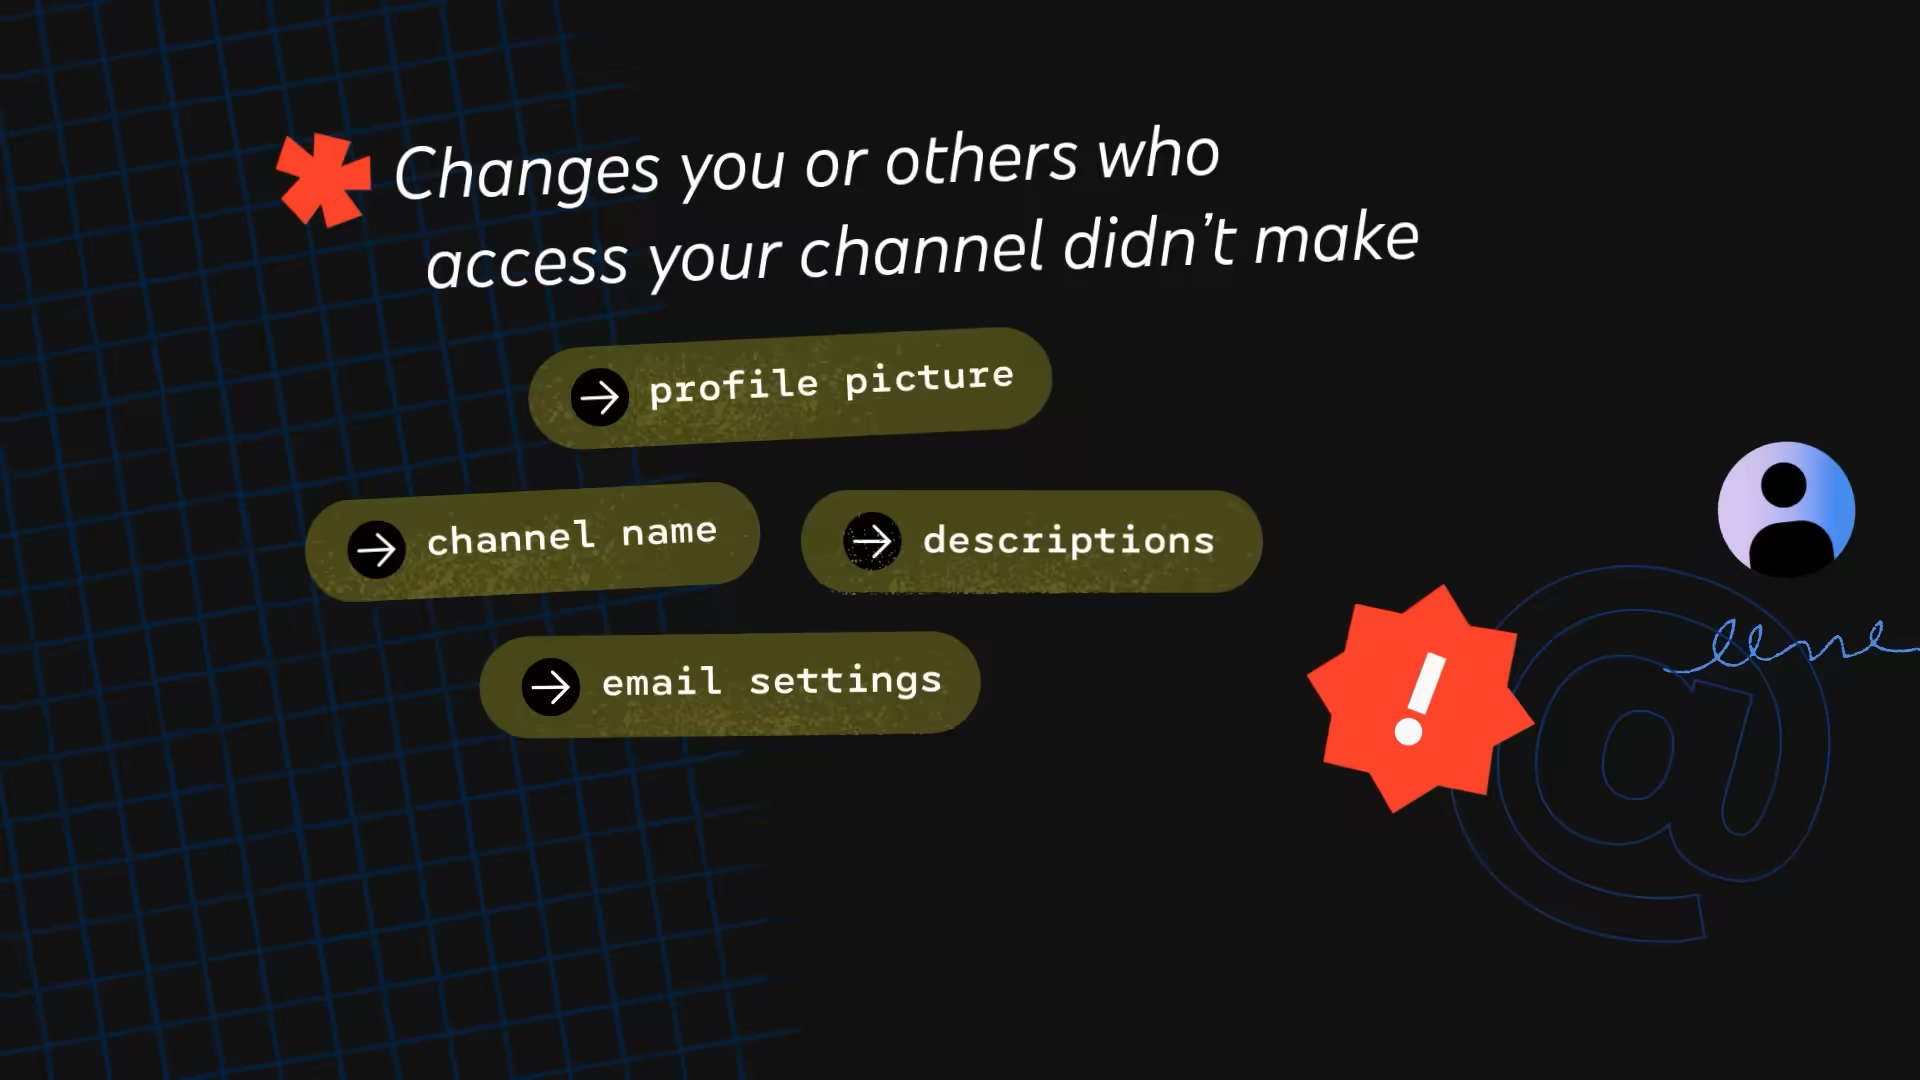 Changes you or others who
access your channel didn’t make
profile picture
channel name
descriptions
email settings